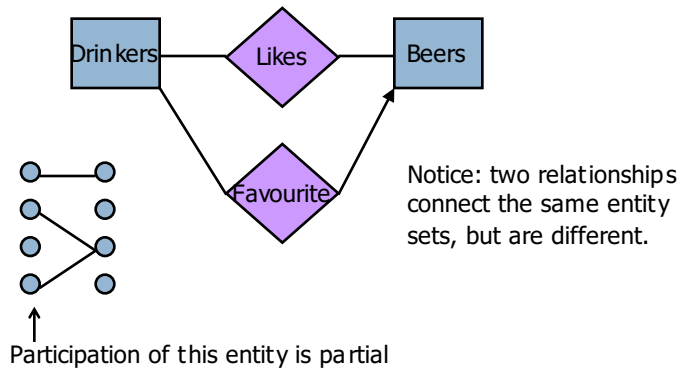 Drinkers
Likes
Beers
Favourite
Notice: two relationships
connect the same entity
sets, but are different.
Participation of this entity is partial